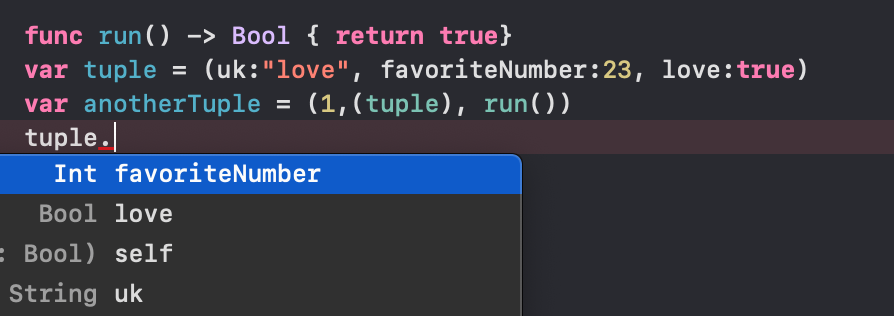 func run() -> Bool { return true}
var tuple = (uk:"love", favoriteNumber:23, love:true)
var anotherTuple = (1,(tuple), run())
tuple.
Int favoriteNumber
Bool love
: Bool) self
String uk